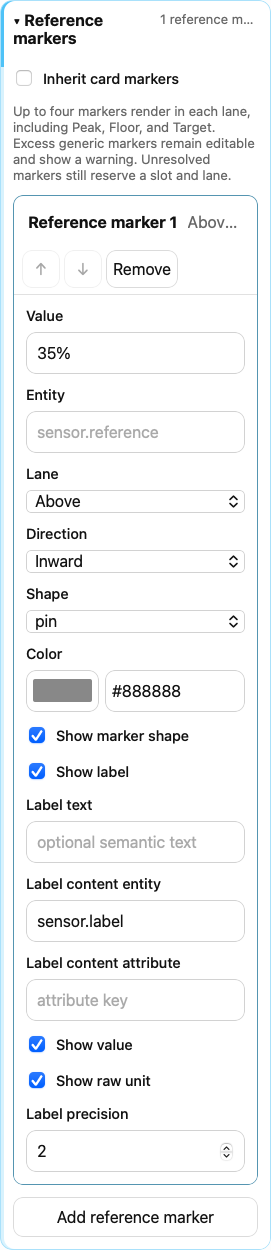 ▾ Reference markers
1 reference m...
Inherit card markers
Up to four markers render in each lane,
including Peak, Floor, and Target.
Excess generic markers remain editable
and show a warning. Unresolved
markers still reserve a slot and lane.
Reference marker 1 Abov...
↑ ↓ Remove
Value
35%
Entity
sensor.reference
Lane
Above
Direction
Inward
Shape
pin
Color
#888888
Show marker shape
Show label
Label text
optional semantic text
Label content entity
sensor.label
Label content attribute
attribute key
Show value
Show raw unit
Label precision
2
Add reference marker